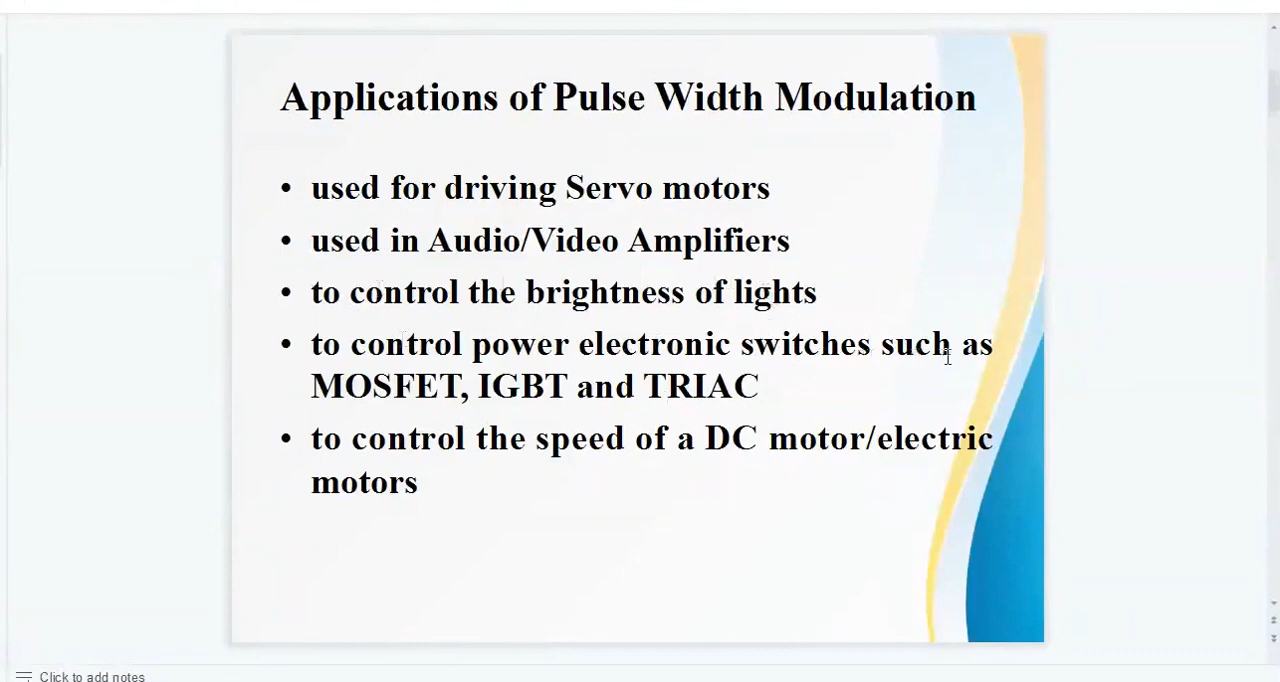 Applications of Pulse Width Modulation
• used for driving Servo motors
• used in Audio/Video Amplifiers
• to control the brightness of lights
• to control power electronic switches such as
MOSFET, IGBT and TRIAC
• to control the speed of a DC motor/electric
motors
Click to add notes